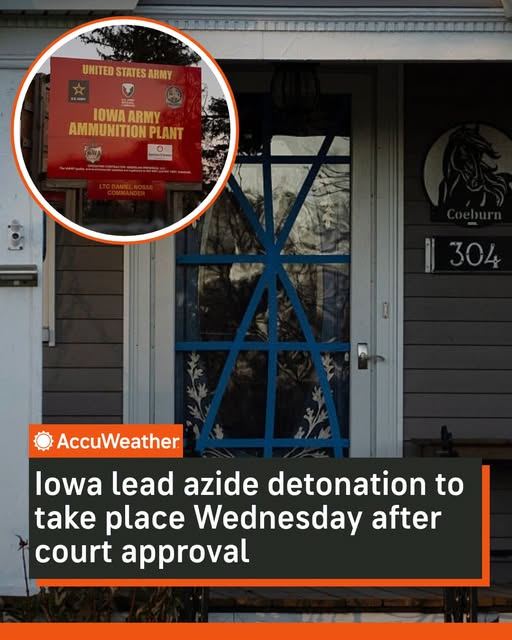 UNITED STATES ARMY
IOWA ARMY
AMMUNITION PLANT
LTC DANIEL NOSSE
COMMANDER
Coeburn
304
AccuWeather
Iowa lead azide detonation to
take place Wednesday after
court approval